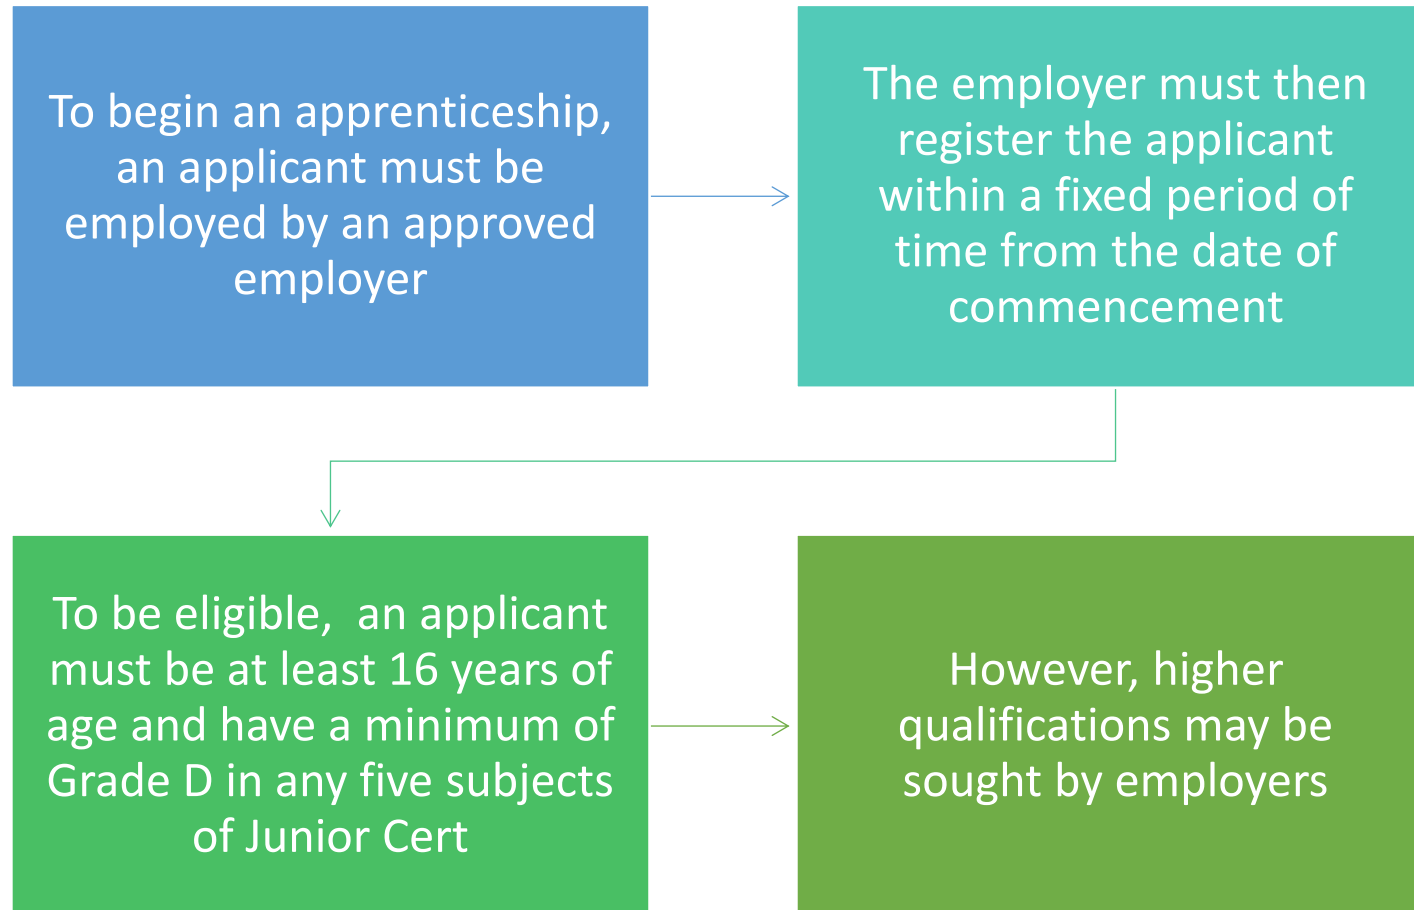 To begin an apprenticeship,
an applicant must be
employed by an approved
employer
The employer must then
register the applicant
within a fixed period of
time from the date of
commencement
To be eligible,  an applicant
must be at least 16 years of
age and have a minimum of
Grade D in any five subjects
of Junior Cert
However, higher
qualifications may be
sought by employers